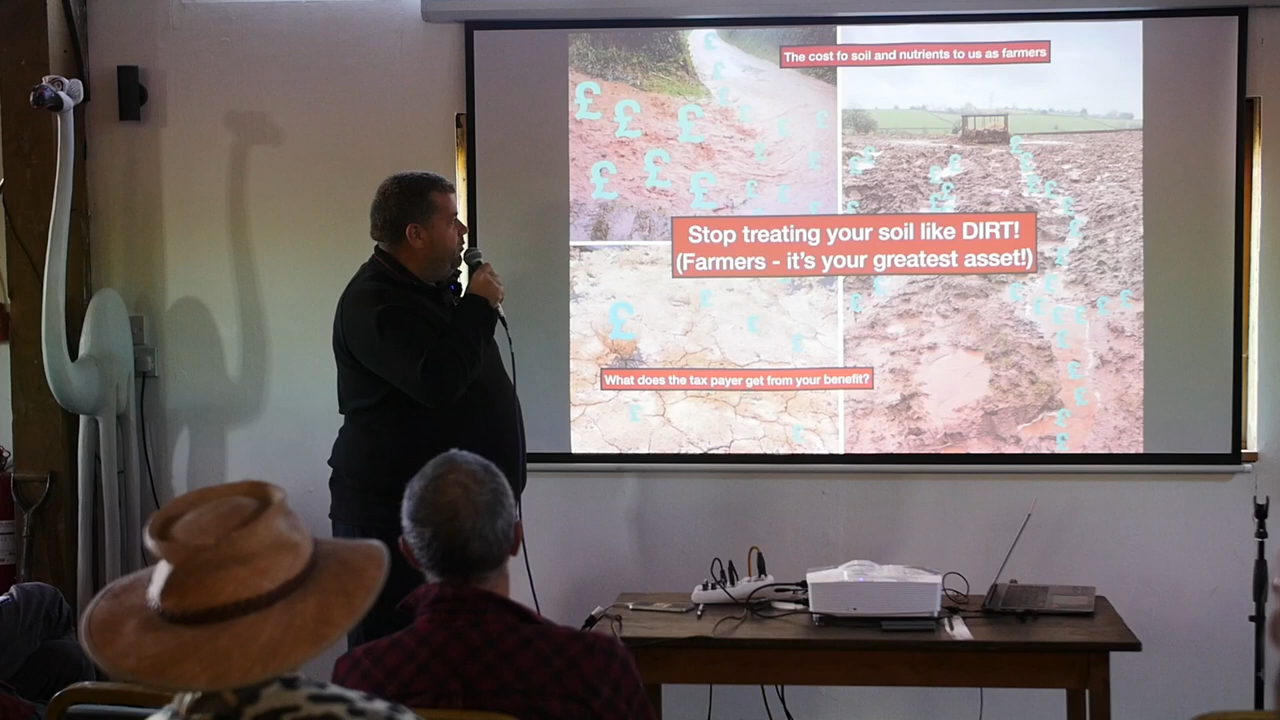 The cost fo soil and nutrients to us as farmers
Stop treating your soil like DIRT!
(Farmers - it's your greatest asset!)
What does the tax payer get from your benefit?